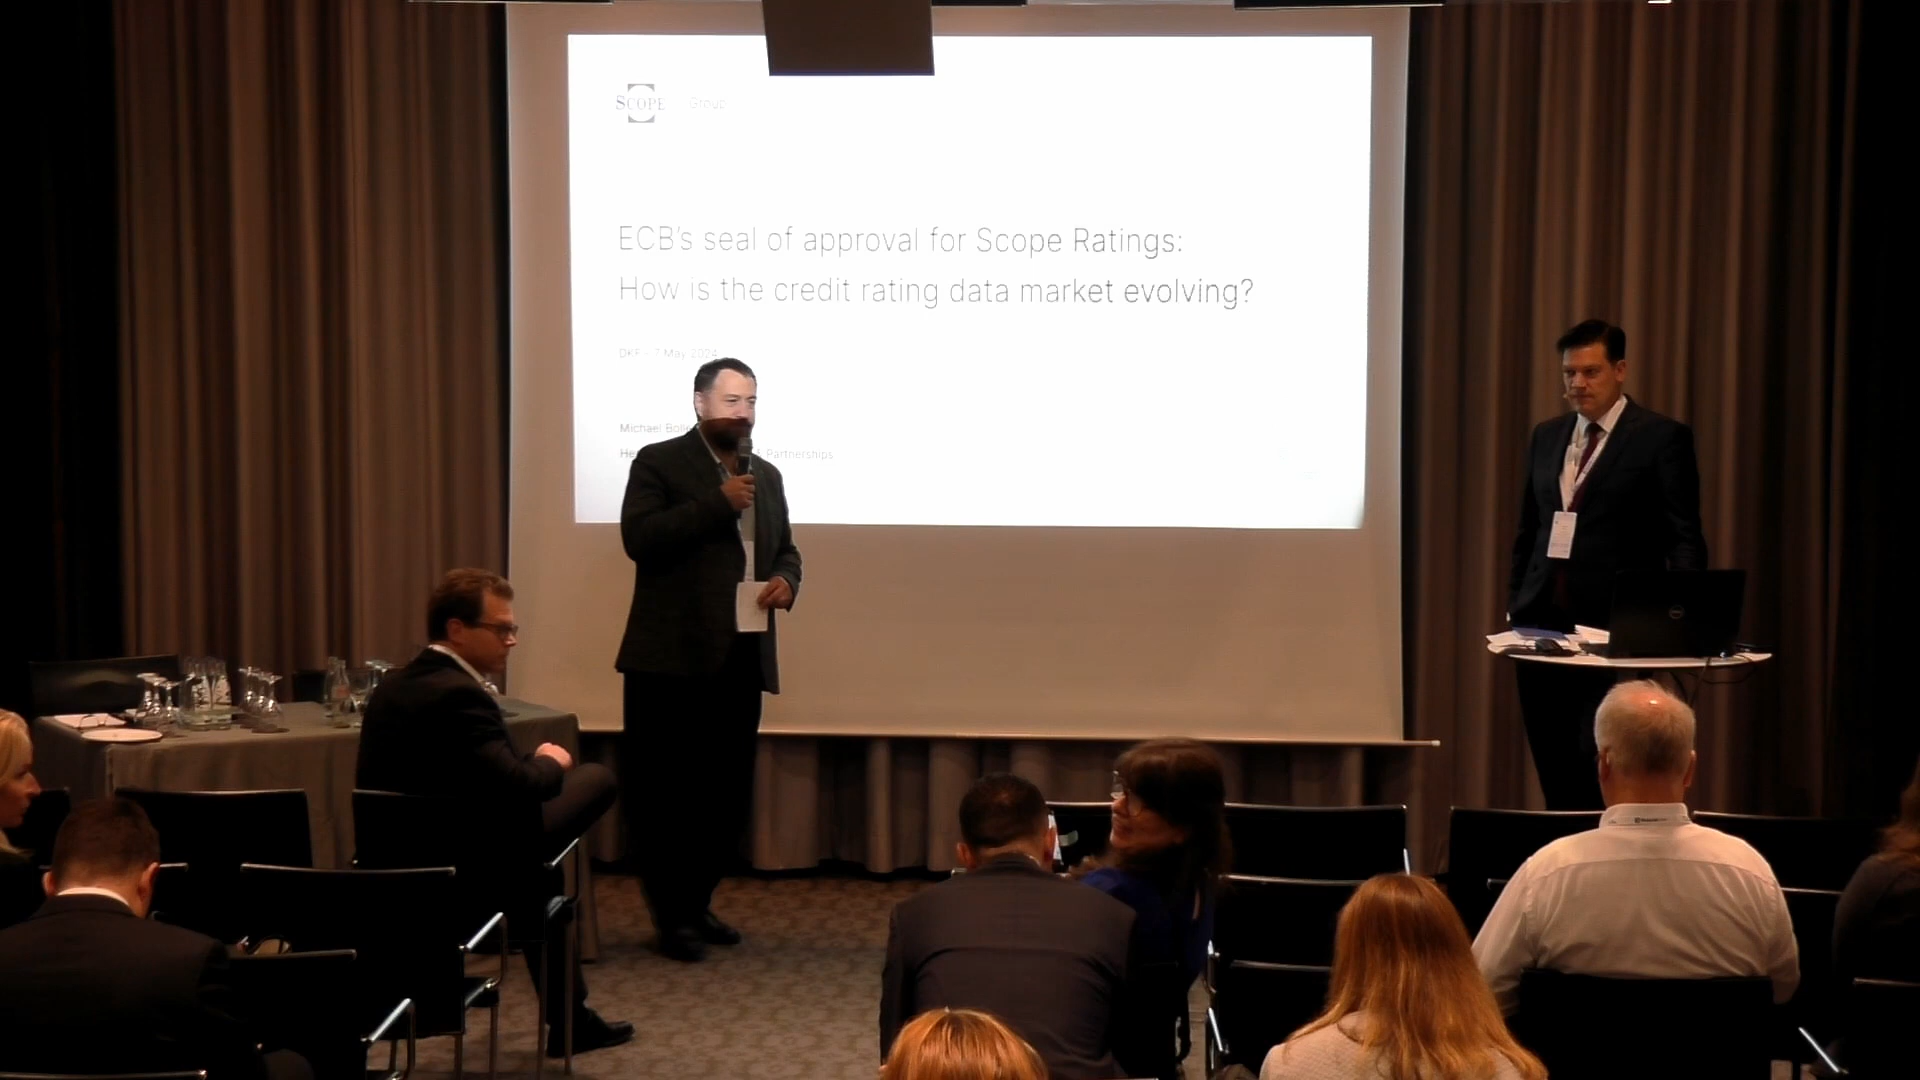 SCOPE Group
ECB's seal of approval for Scope Ratings:
How is the credit rating data market evolving?
DKF - 7 May 2024
Michael
& Partnerships